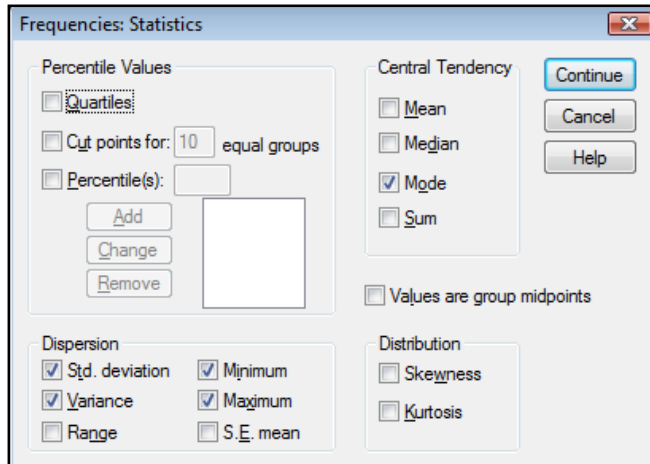 Frequencies: Statistics
Percentile Values
Quartiles
Cut points for: 10 equal groups
Percentile(s):
Add
Change
Remove
Central Tendency
Mean
Median
Mode
Sum
Continue
Cancel
Help
Values are group midpoints
Dispersion
Std. deviation
Minimum
Variance
Maximum
Range
S.E. mean
Distribution
Skewness
Kurtosis